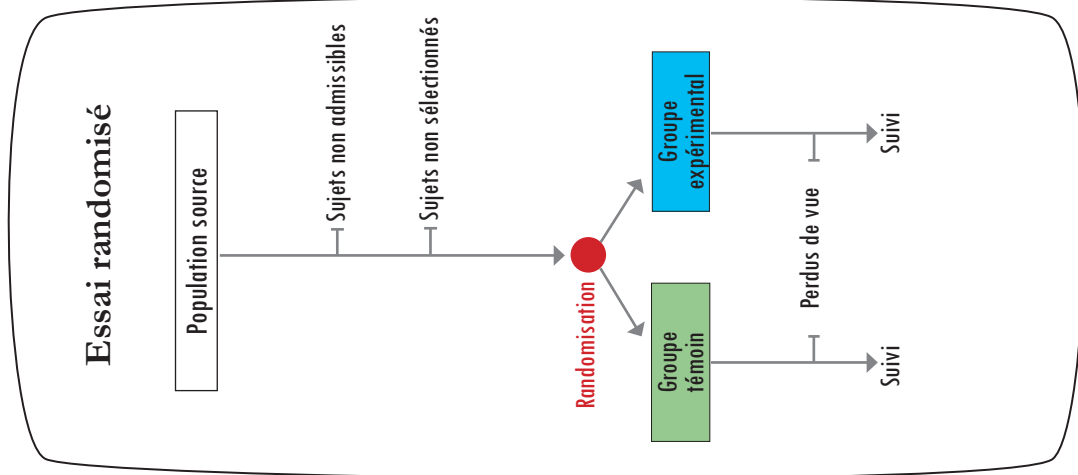 Essai randomisé
Population source
Sujets non admissibles
Sujets non sélectionnés
Randomisation
Groupe
témoin
Groupe
expérimental
Perdus de vue
Suivi
Suivi